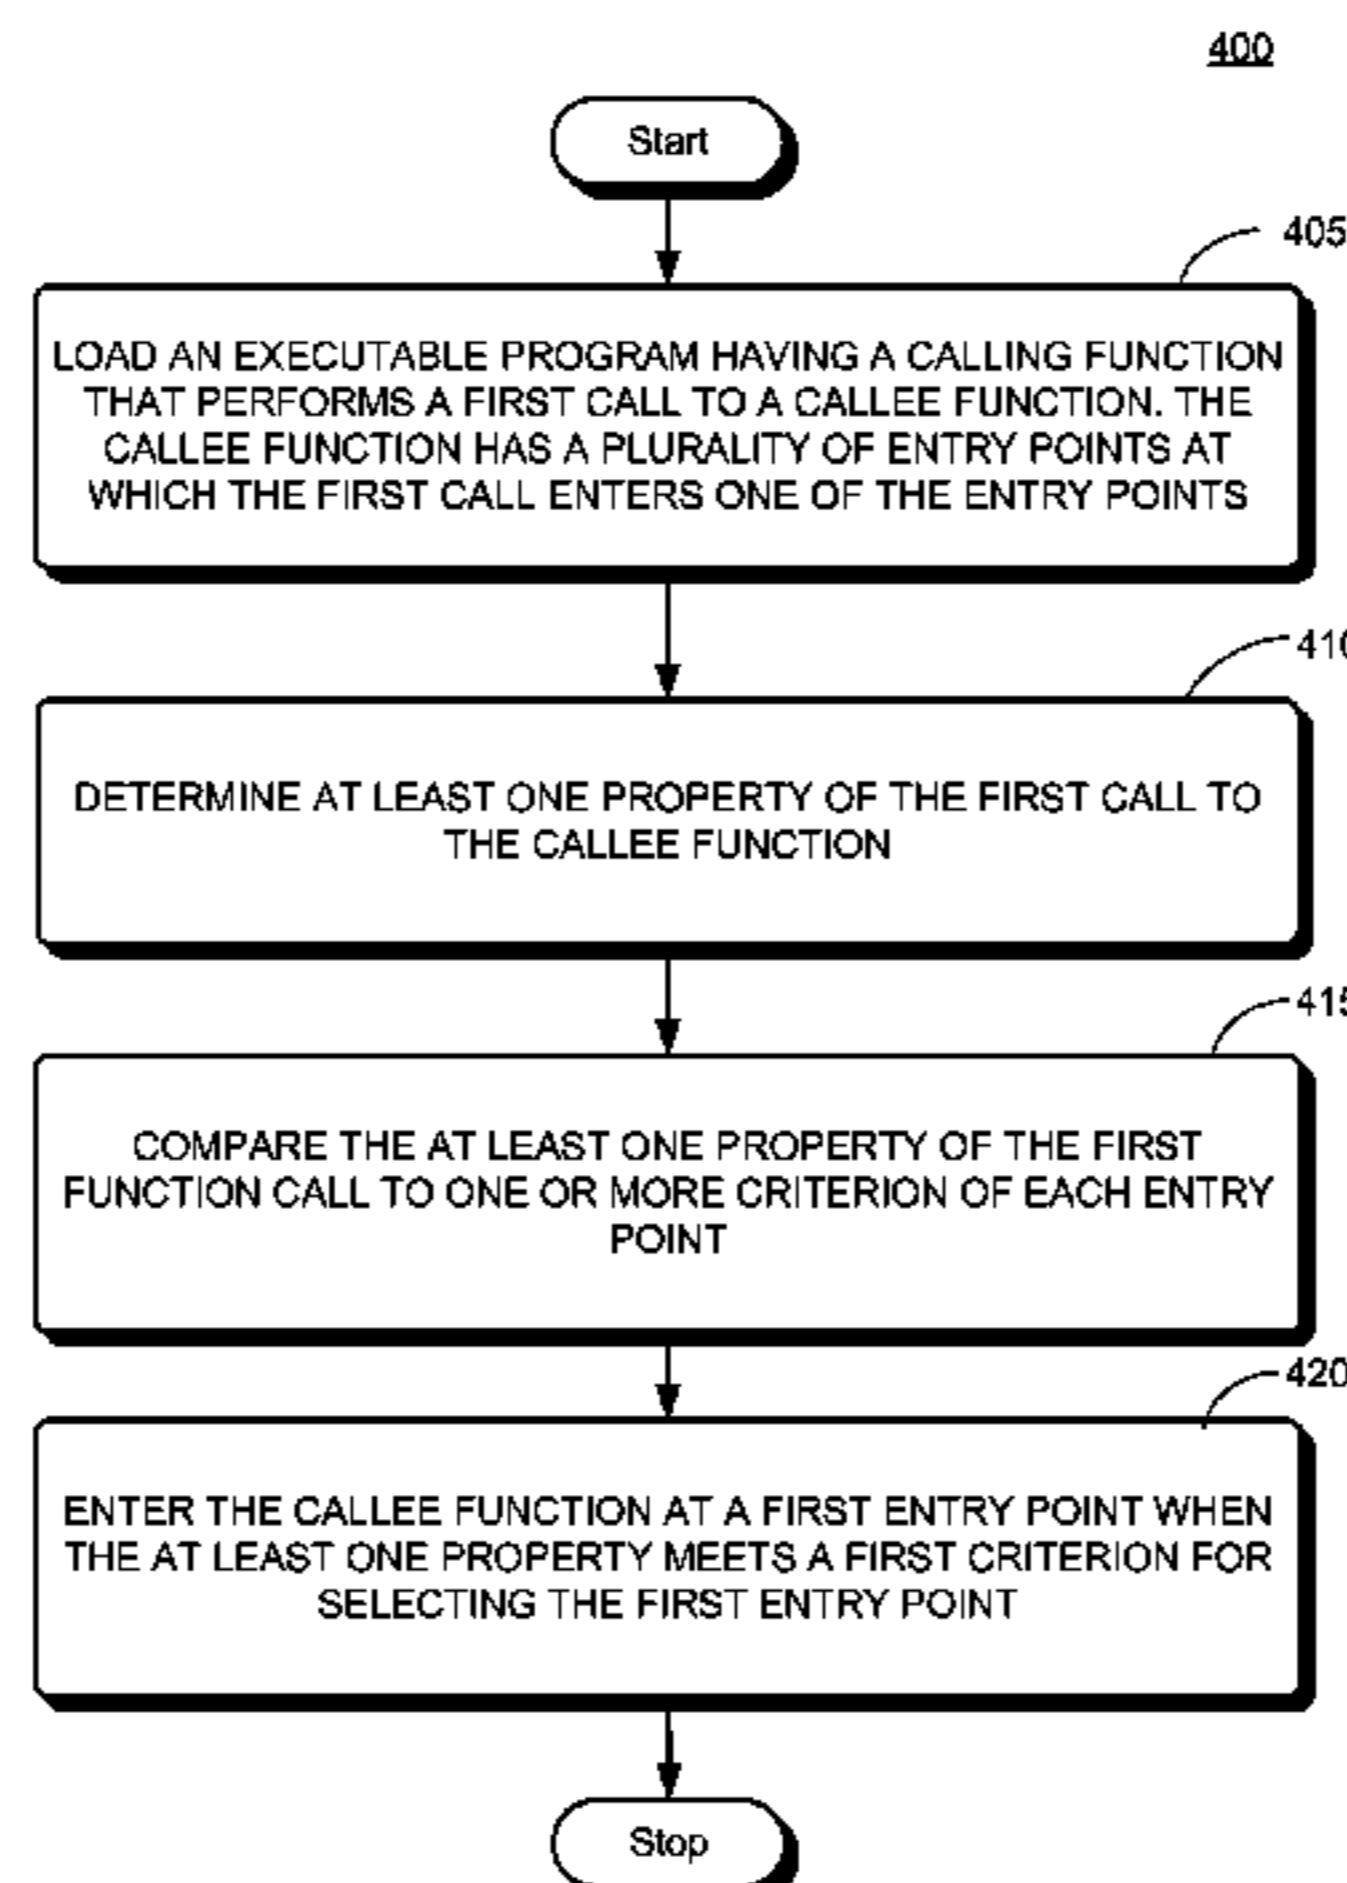 400
Start
405
LOAD AN EXECUTABLE PROGRAM HAVING A CALLING FUNCTION
THAT PERFORMS A FIRST CALL TO A CALLEE FUNCTION. THE
CALLEE FUNCTION HAS A PLURALITY OF ENTRY POINTS AT
WHICH THE FIRST CALL ENTERS ONE OF THE ENTRY POINTS
410
DETERMINE AT LEAST ONE PROPERTY OF THE FIRST CALL TO
THE CALLEE FUNCTION
415
COMPARE THE AT LEAST ONE PROPERTY OF THE FIRST
FUNCTION CALL TO ONE OR MORE CRITERION OF EACH ENTRY
POINT
420
ENTER THE CALLEE FUNCTION AT A FIRST ENTRY POINT WHEN
THE AT LEAST ONE PROPERTY MEETS A FIRST CRITERION FOR
SELECTING THE FIRST ENTRY POINT
Stop